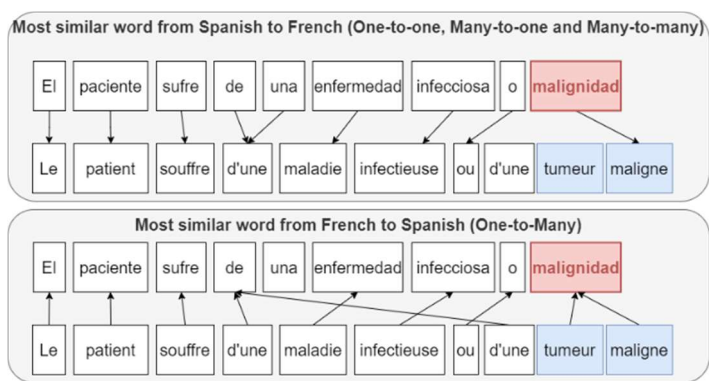 Most similar word from Spanish to French (One-to-one, Many-to-one and Many-to-many)
El paciente sufre de una enfermedad infecciosa o malignidad
Le patient souffre d'une maladie infectieuse ou d'une tumeur maligne
Most similar word from French to Spanish (One-to-Many)
El paciente sufre de una enfermedad infecciosa o malignidad
Le patient souffre d'une maladie infectieuse ou d'une tumeur maligne